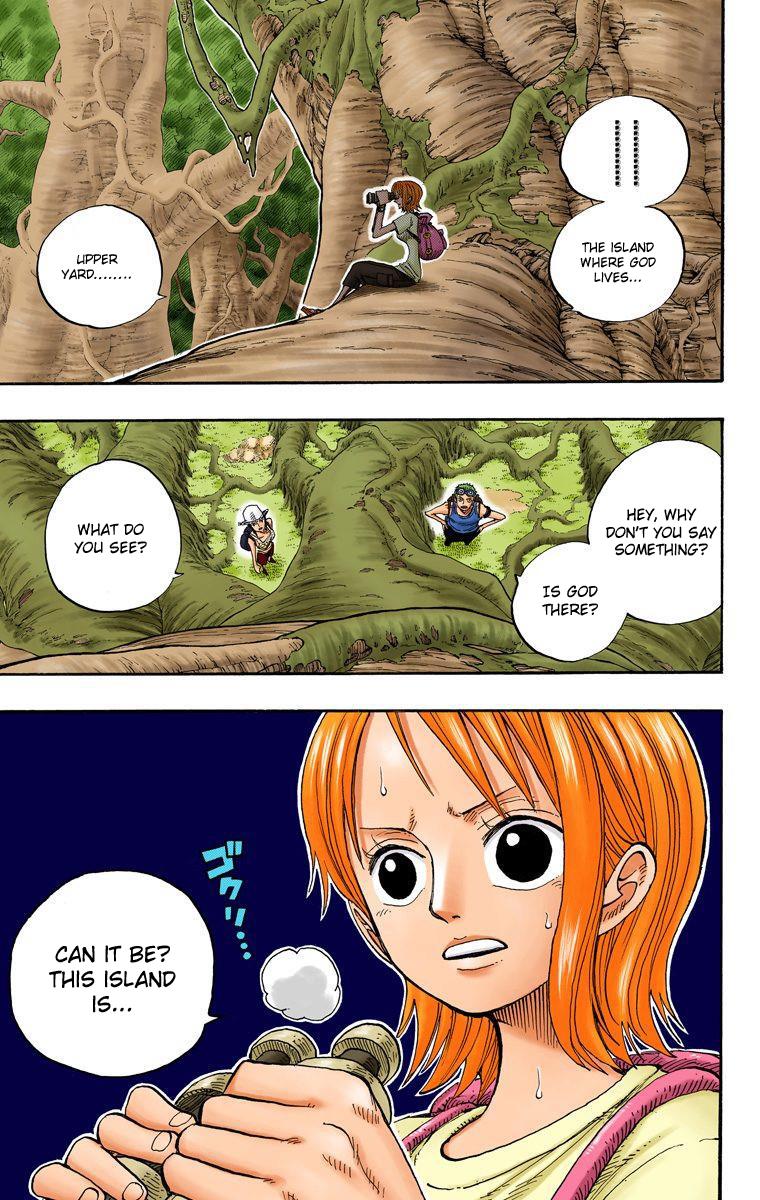 !!
THE ISLAND
WHERE GOD
LIVES...
UPPER
YARD........
HEY, WHY
DON'T YOU SAY
SOMETHING?
IS GOD
THERE?
WHAT DO
YOU SEE?
ゴクリ…
CAN IT BE?
THIS ISLAND
IS...